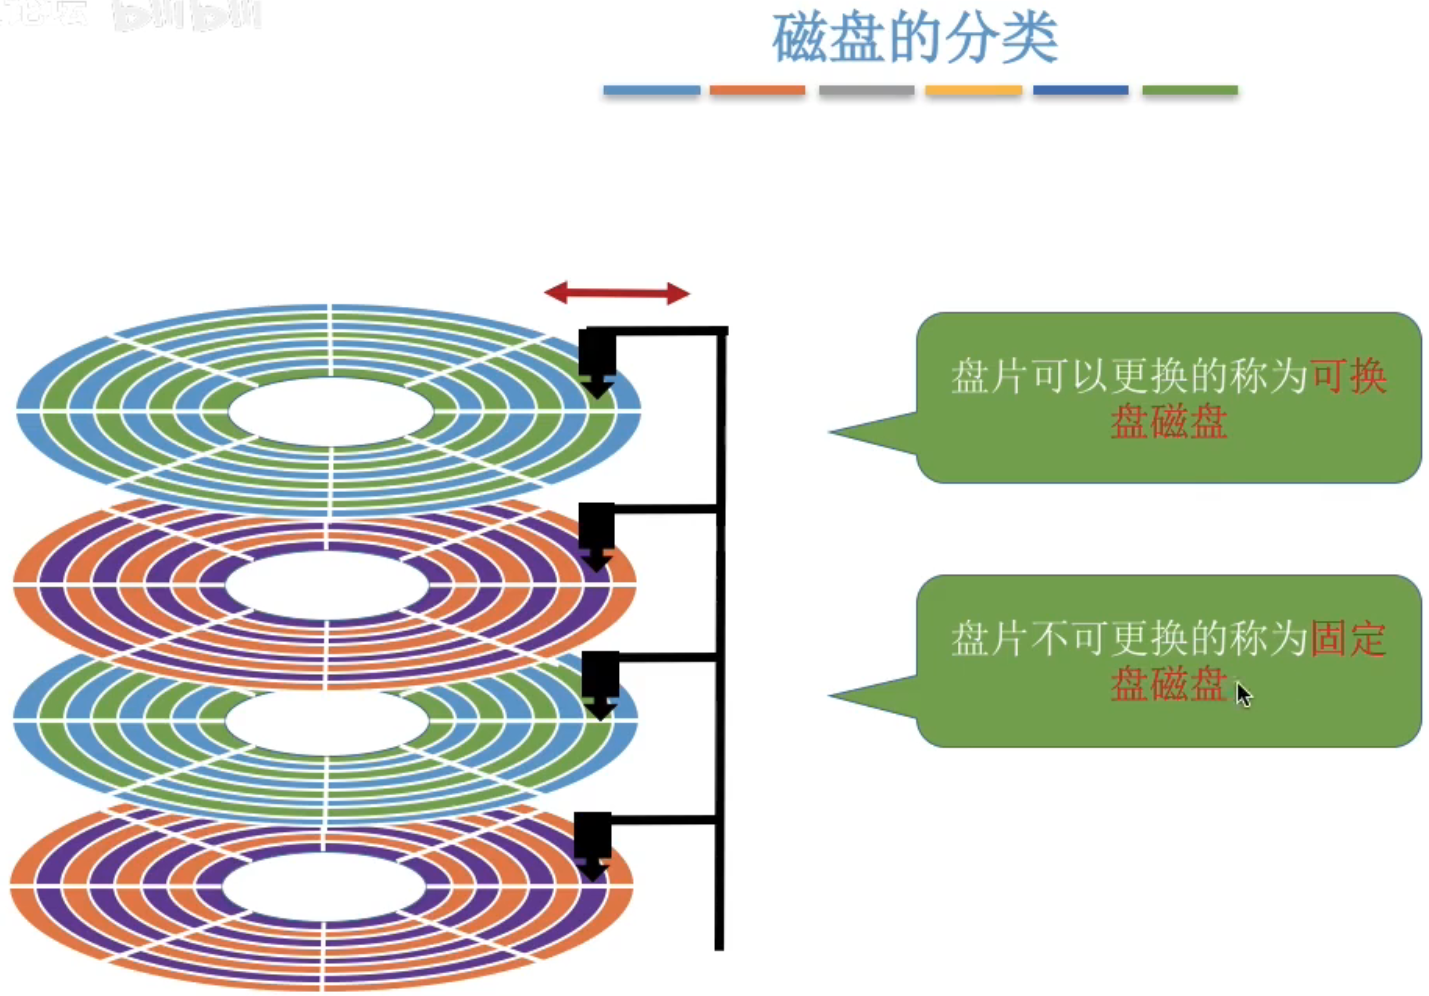 磁盘的分类
盘片可以更换的称为可换
盘磁盘
盘片不可更换的称为固定
盘磁盘